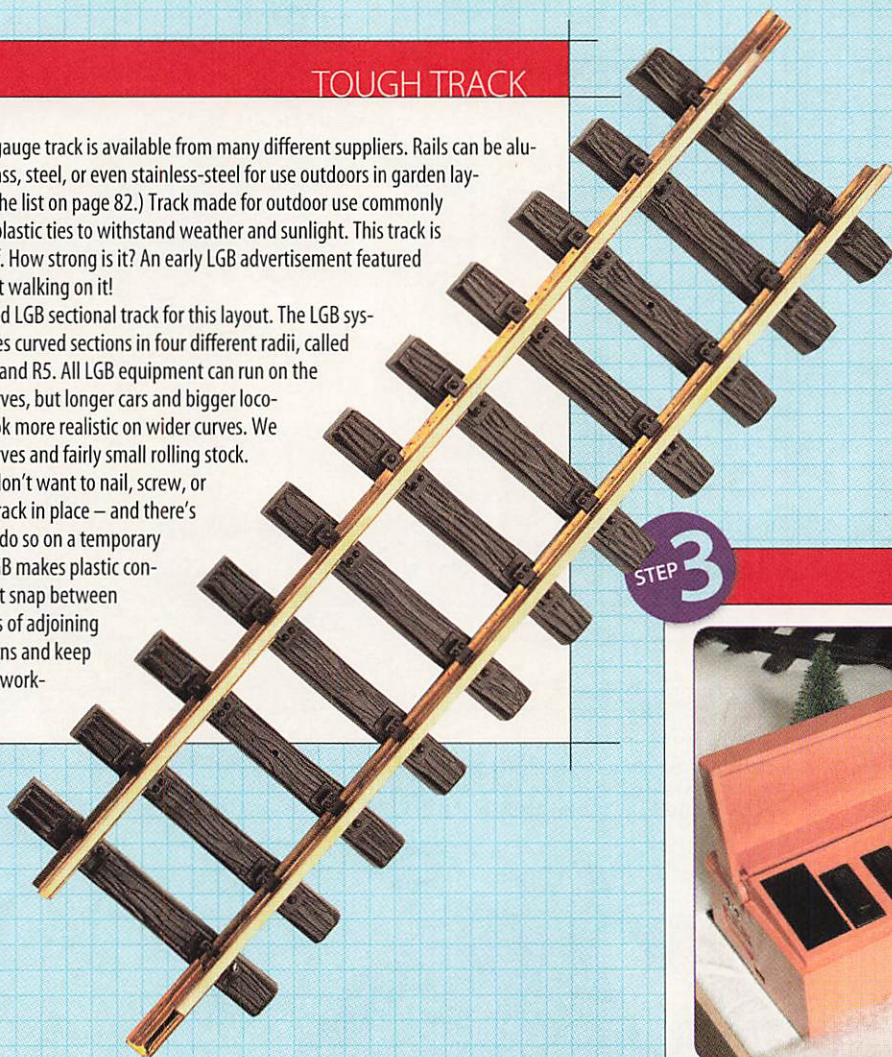 TOUGH TRACK
gauge track is available from many different suppliers. Rails can be alu-
ass, steel, or even stainless-steel for use outdoors in garden lay-
he list on page 82.) Track made for outdoor use commonly
plastic ties to withstand weather and sunlight. This track is
. How strong is it? An early LGB advertisement featured
t walking on it!
d LGB sectional track for this layout. The LGB sys-
es curved sections in four different radii, called
and R5. All LGB equipment can run on the
rves, but longer cars and bigger loco-
ok more realistic on wider curves. We
rves and fairly small rolling stock.
don't want to nail, screw, or
rack in place – and there's
do so on a temporary
GB makes plastic con-
t snap between
s of adjoining
ns and keep
work-
STEP 3